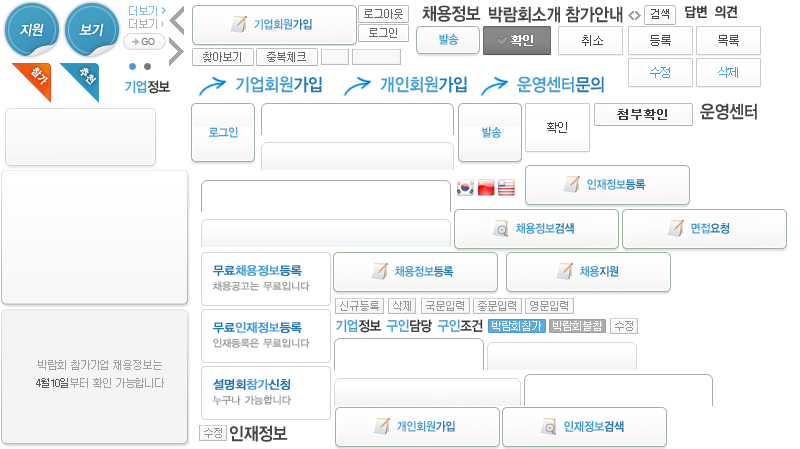 지원
보기
더보기
더보기
GO
참가
추천
기업정보
기업회원가입
로그아웃
로그인
찾아보기
중복체크
채용정보
박람회소개
참가안내
검색
답변
의견
발송
확인
취소
등록
목록
수정
삭제
기업회원가입
개인회원가입
운영센터문의
로그인
발송
확인
첨부확인
운영센터
인재정보등록
채용정보검색
면접요청
무료채용정보등록
채용공고는 무료입니다
채용정보등록
채용지원
신규등록
삭제
국문입력
중문입력
영문입력
무료인재정보등록
인재등록은 무료입니다
기업정보
구인담당
구인조건
박람회참가
박람회불참
수정
박람회 참가기업 채용정보는
4월10일부터 확인 가능합니다
설명회참가신청
누구나 가능합니다
수정
인재정보
개인회원가입
인재정보검색